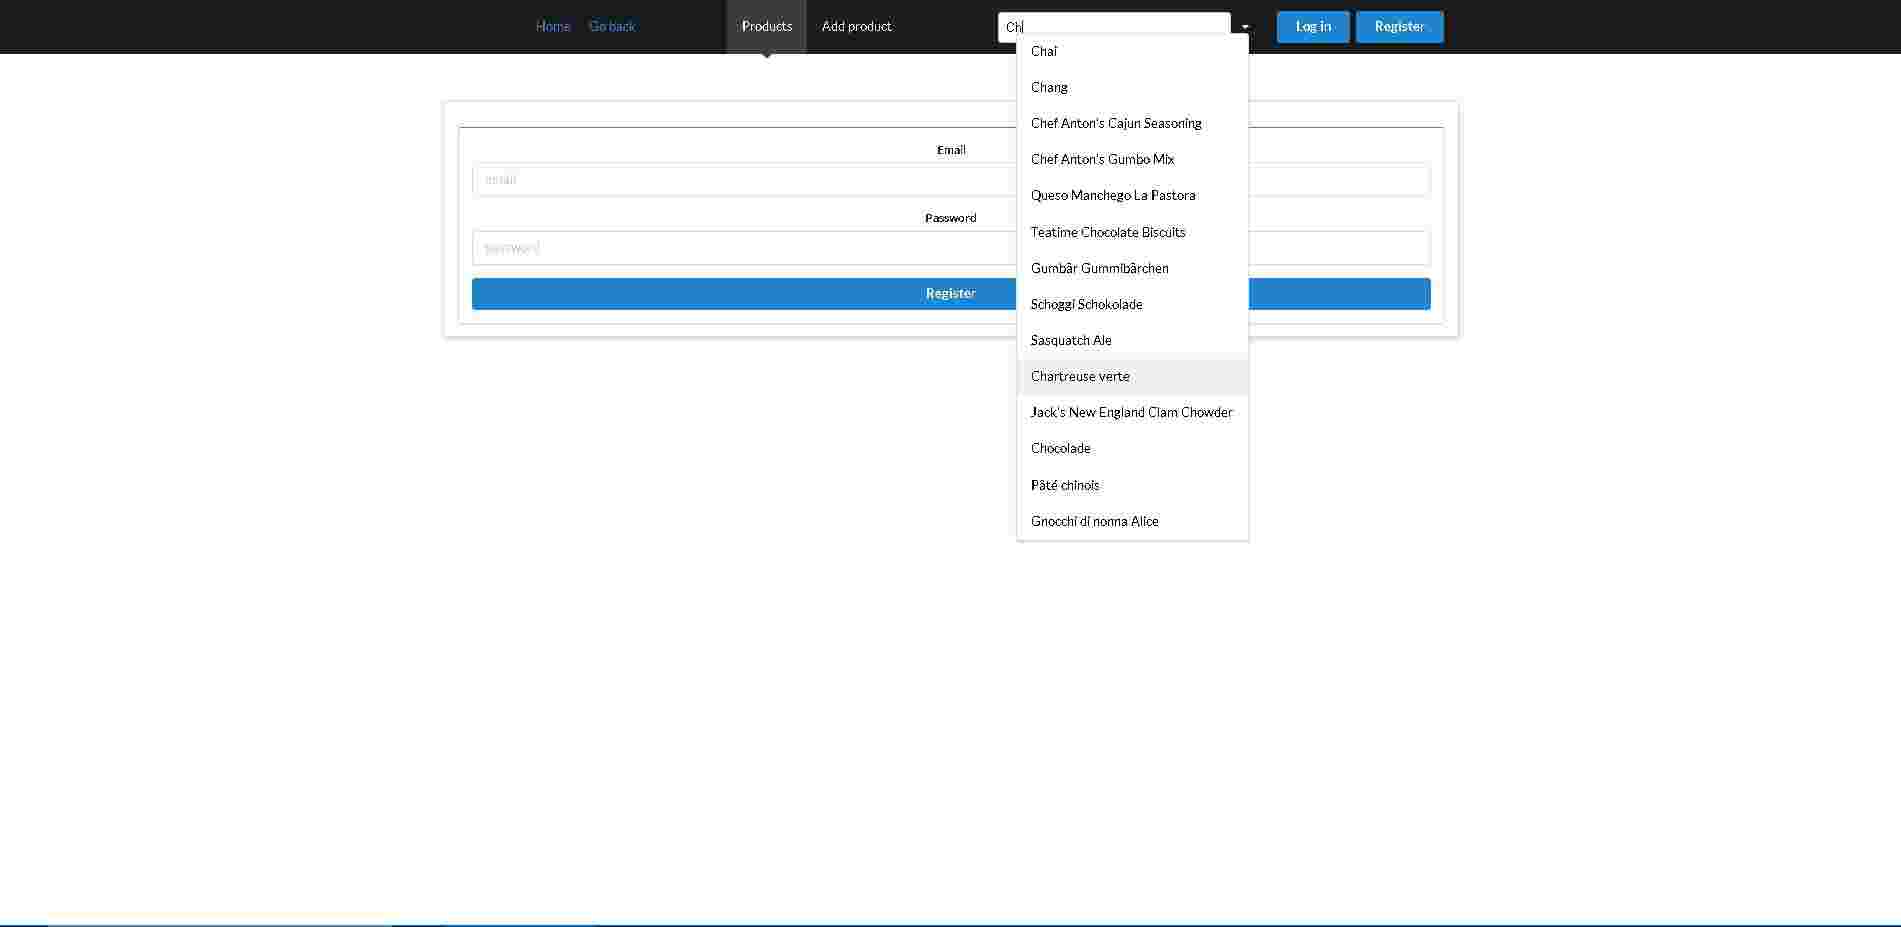 Home Go back Products Add product Ch Log in Register
Chai
Chang
Chef Anton's Cajun Seasoning
Chef Anton's Gumbo Mix
Queso Manchego La Pastora
Teatime Chocolate Biscuits
Gumbär Gummibärchen
Schoggi Schokolade
Sasquatch Ale
Chartreuse verte
Jack's New England Clam Chowder
Chocolade
Pâté chinois
Gnocchi di nonna Alice
Email
email
Password
password
Register